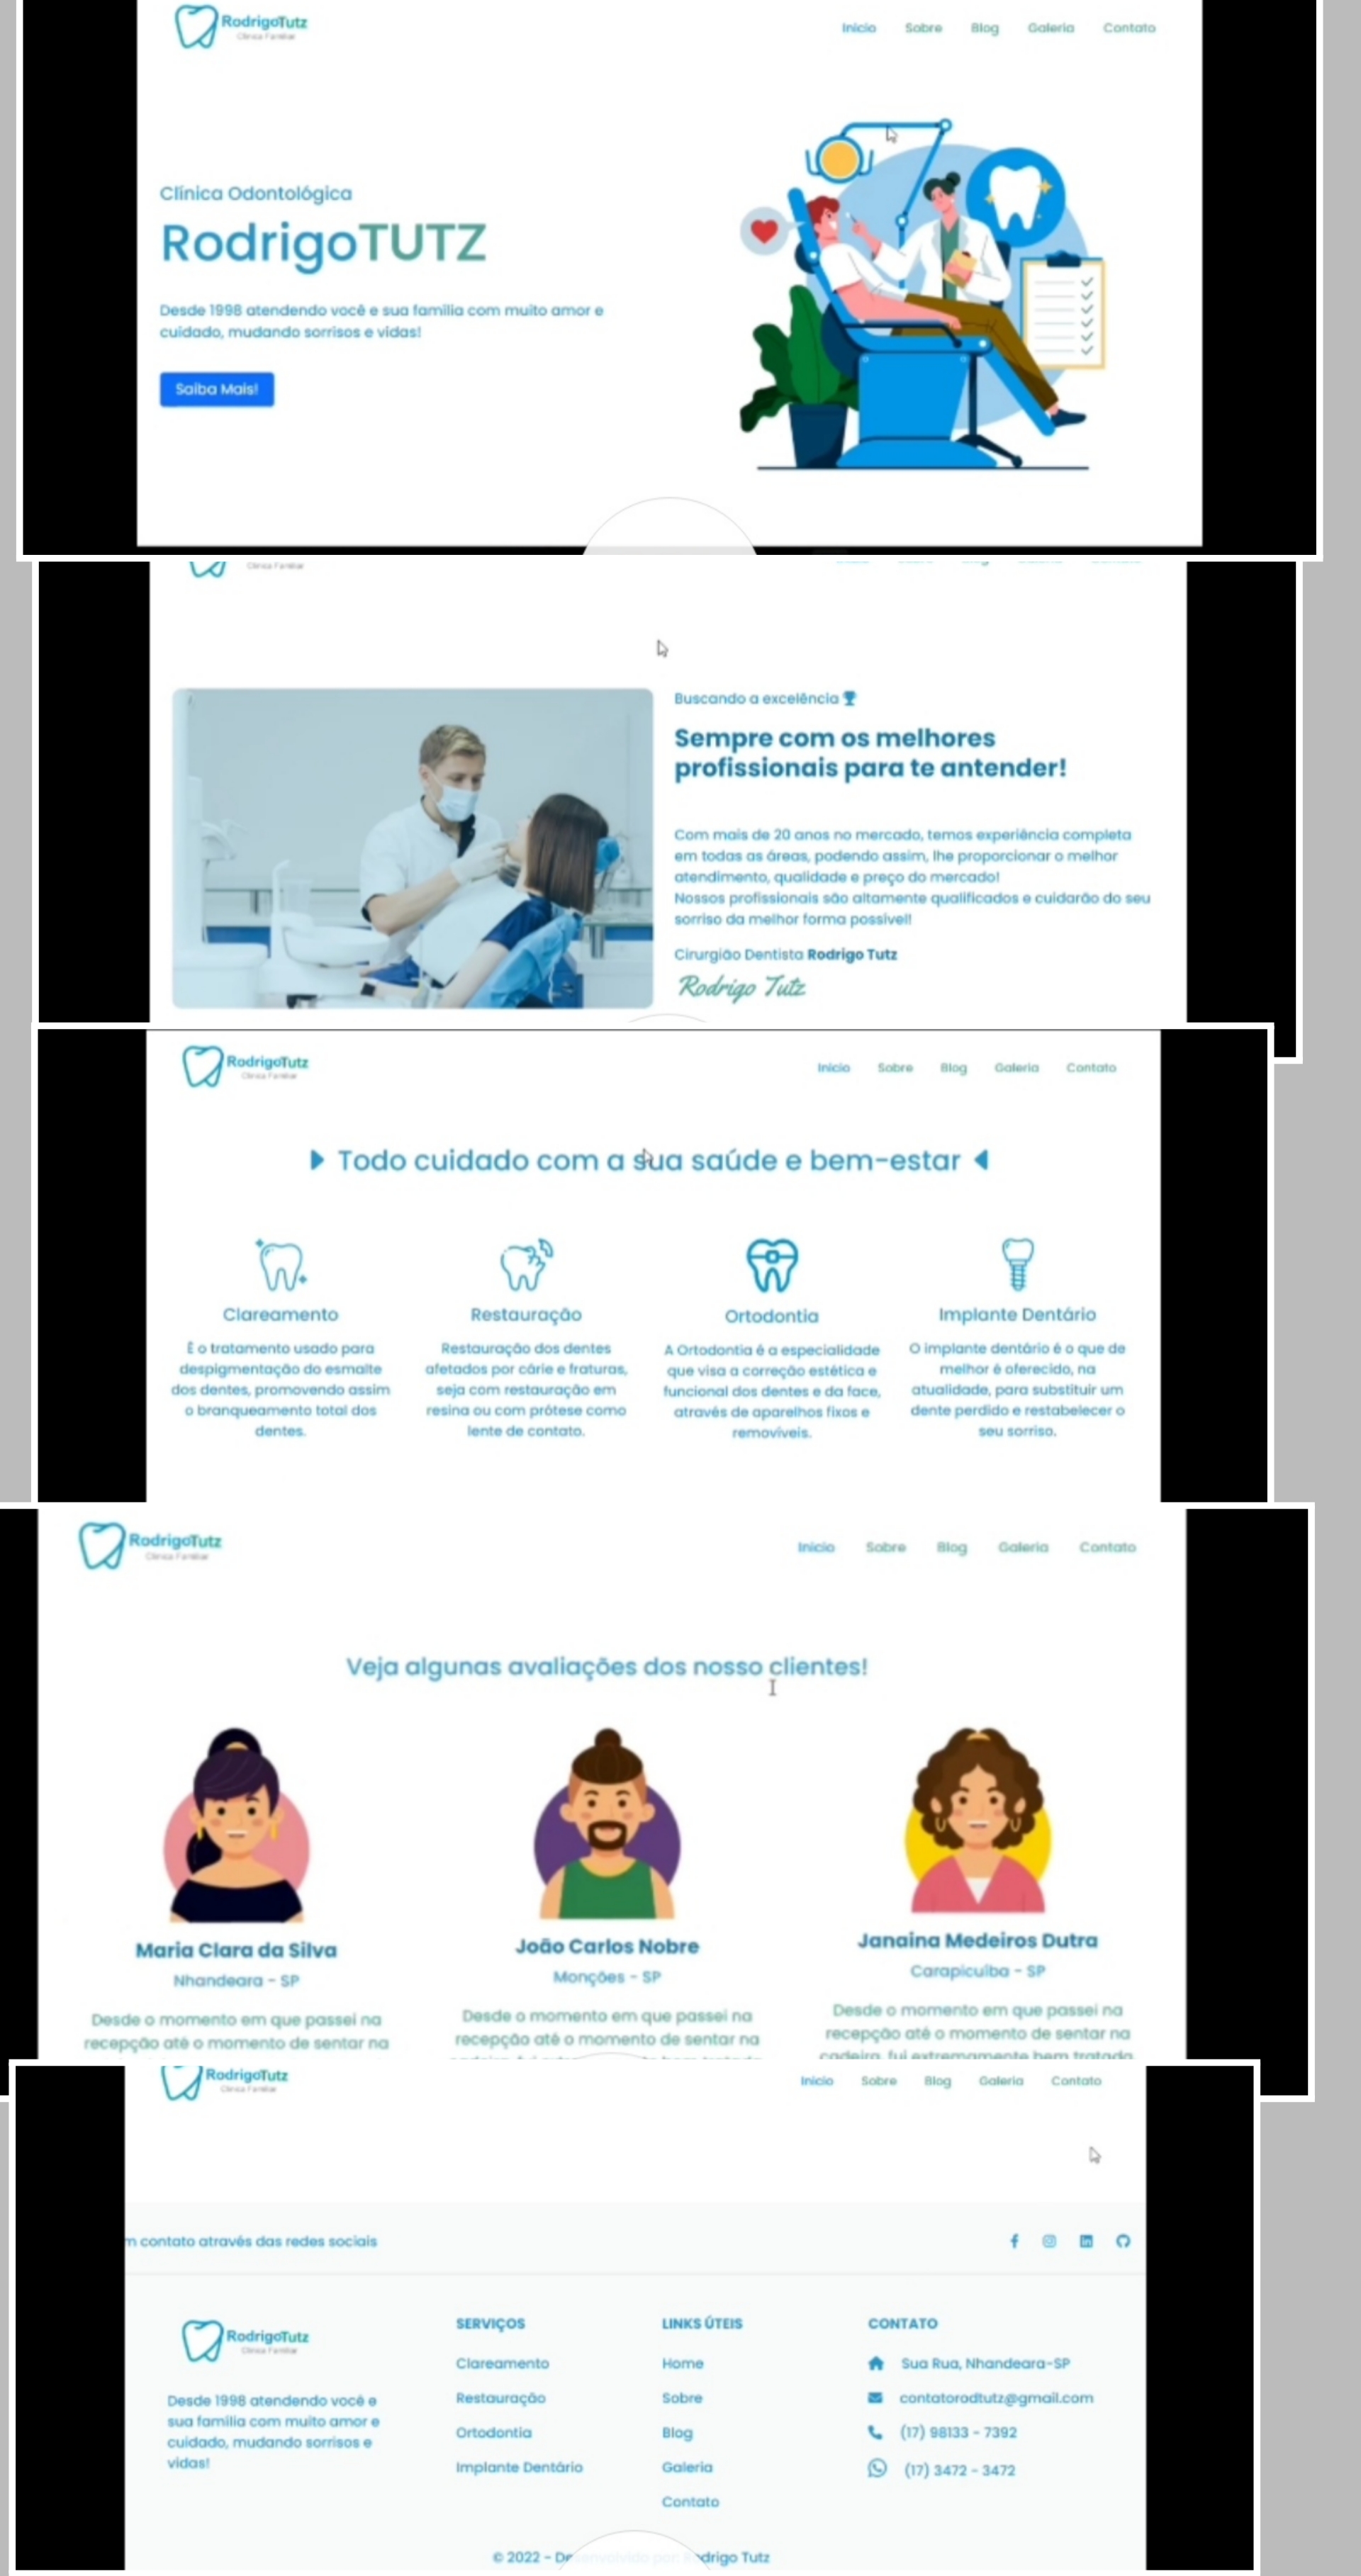 RodrigoTutz
Clínica Familiar
Inicio Sobre Blog Galeria Contato
Clínica Odontológica
RodrigoTUTZ
Desde 1998 atendendo você e sua família com muito amor e
cuidado, mudando sorrisos e vidas!
Saiba Mais!
Clínica Familiar
Buscando a excelência
Sempre com os melhores
profissionais para te antender!
Com mais de 20 anos no mercado, temos experiência completa
em todas as áreas, podendo assim, lhe proporcionar o melhor
atendimento, qualidade e preço do mercado!
Nossos profissionais são altamente qualificados e cuidarão do seu
sorriso da melhor forma possível!
Cirurgião Dentista Rodrigo Tutz
Rodrigo Tutz
RodrigoTutz
Clínica Familiar
Inicio Sobre Blog Galeria Contato
Todo cuidado com a sua saúde e bem-estar
Clareamento
É o tratamento usado para
despigmentação do esmalte
dos dentes, promovendo assim
o branqueamento total dos
dentes.
Restauração
Restauração dos dentes
afetados por cárie e fraturas,
seja com restauração em
resina ou com prótese como
lente de contato.
Ortodontia
A Ortodontia é a especialidade
que visa a correção estética e
funcional dos dentes e da face,
através de aparelhos fixos e
removíveis.
Implante Dentário
O implante dentário é o que de
melhor é oferecido, na
atualidade, para substituir um
dente perdido e restabelecer o
seu sorriso.
RodrigoTutz
Clínica Familiar
Inicio Sobre Blog Galeria Contato
Veja algunas avaliações dos nosso clientes!
Maria Clara da Silva
Nhandeara - SP
Desde o momento em que passei na
recepção até o momento de sentar na
João Carlos Nobre
Monções - SP
Desde o momento em que passei na
recepção até o momento de sentar na
Janaina Medeiros Dutra
Carapicuíba - SP
Desde o momento em que passei na
recepção até o momento de sentar na
cadeira, fui extremamente bem tratada,
RodrigoTutz
Clínica Familiar
Inicio Sobre Blog Galeria Contato
m contato através das redes sociais
RodrigoTutz
Clínica Familiar
Desde 1998 atendendo você e
sua família com muito amor e
cuidado, mudando sorrisos e
vidas!
SERVIÇOS
Clareamento
Restauração
Ortodontia
Implante Dentário
LINKS ÚTEIS
Home
Sobre
Blog
Galeria
Contato
CONTATO
Sua Rua, Nhandeara-SP
contatorodtutz@gmail.com
(17) 98133 - 7392
(17) 3472 - 3472
© 2022 - Desenvolvido por: Rodrigo Tutz